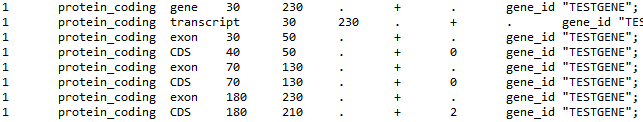 1 protein_coding gene 30 230 . + . gene_id "TESTGENE";
1 protein_coding transcript 30 230 . + . gene_id "TES
1 protein_coding exon 30 50 . + . gene_id "TESTGENE";
1 protein_coding CDS 40 50 . + 0 gene_id "TESTGENE";
1 protein_coding exon 70 130 . + . gene_id "TESTGENE";
1 protein_coding CDS 70 130 . + 0 gene_id "TESTGENE";
1 protein_coding exon 180 230 . + . gene_id "TESTGENE";
1 protein_coding CDS 180 210 . + 2 gene_id "TESTGENE";